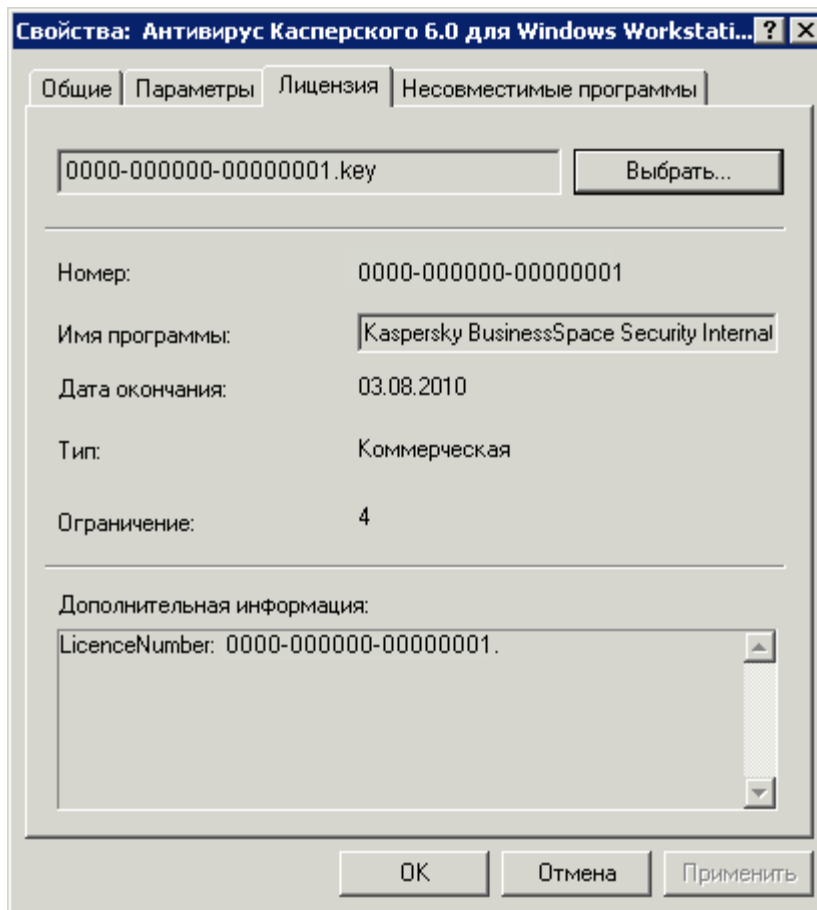 Свойства: Антивирус Касперского 6.0 для Windows Workstati...
Общие Параметры Лицензия Несовместимые программы
0000-000000-00000001.key Выбрать...
Номер: 0000-000000-00000001
Имя программы: Kaspersky BusinessSpace Security Internal
Дата окончания: 03.08.2010
Тип: Коммерческая
Ограничение: 4
Дополнительная информация:
LicenceNumber: 0000-000000-00000001.
ОК Отмена Применить